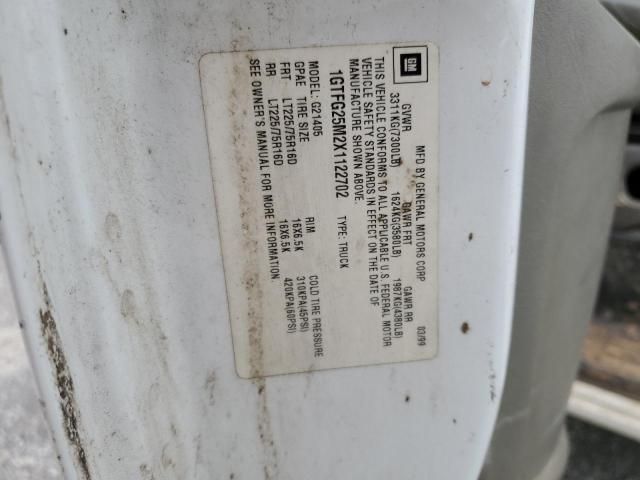 GM
MFD BY GENERAL MOTORS CORP 03/99
GVWR GAWR FRT GAWR RR
3311KG(7300LB) 1624KG(3580LB) 1987KG(4380LB)
THIS VEHICLE CONFORMS TO ALL APPLICABLE U.S. FEDERAL MOTOR
VEHICLE SAFETY STANDARDS IN EFFECT ON THE DATE OF
MANUFACTURE SHOWN ABOVE.
1GTFG25M2X1122702 TYPE: TRUCK
MODEL: G21405
GPAE TIRE SIZE RIM COLD TIRE PRESSURE
FRT LT225/75R16D 16X6.5K 310KPA(45PSI)
RR LT225/75R16D 16X6.5K 420KPA(60PSI)
SEE OWNER'S MANUAL FOR MORE INFORMATION.